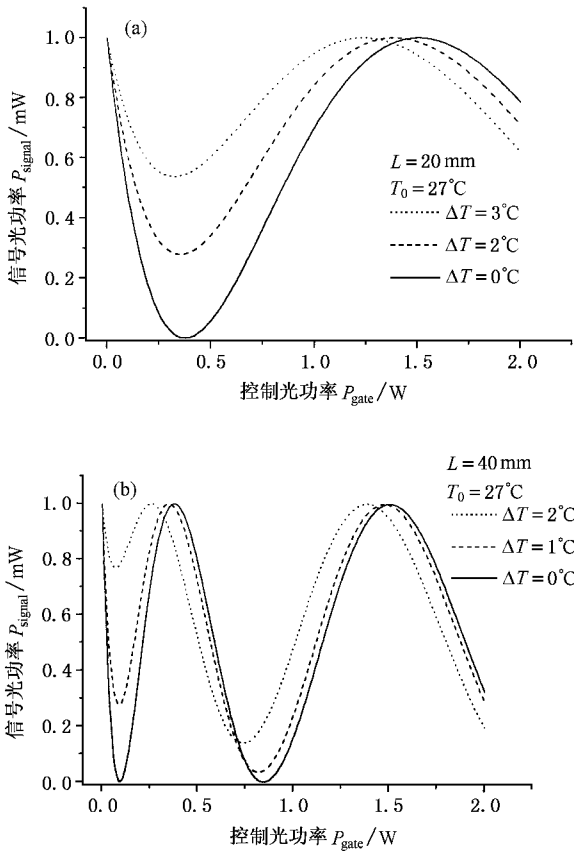 (a)
1.0
0.8
0.6
0.4
0.2
0.0
信号光功率 Psignal/mW
L=20 mm
T0=27℃
ΔT=3℃
ΔT=2℃
ΔT=0℃
0.0 0.5 1.0 1.5 2.0
控制光功率 Pgate/W
(b)
1.0
0.8
0.6
0.4
0.2
0.0
信号光功率 Psignal/mW
L=40 mm
T0=27℃
ΔT=2℃
ΔT=1℃
ΔT=0℃
0.0 0.5 1.0 1.5 2.0
控制光功率 Pgate/W